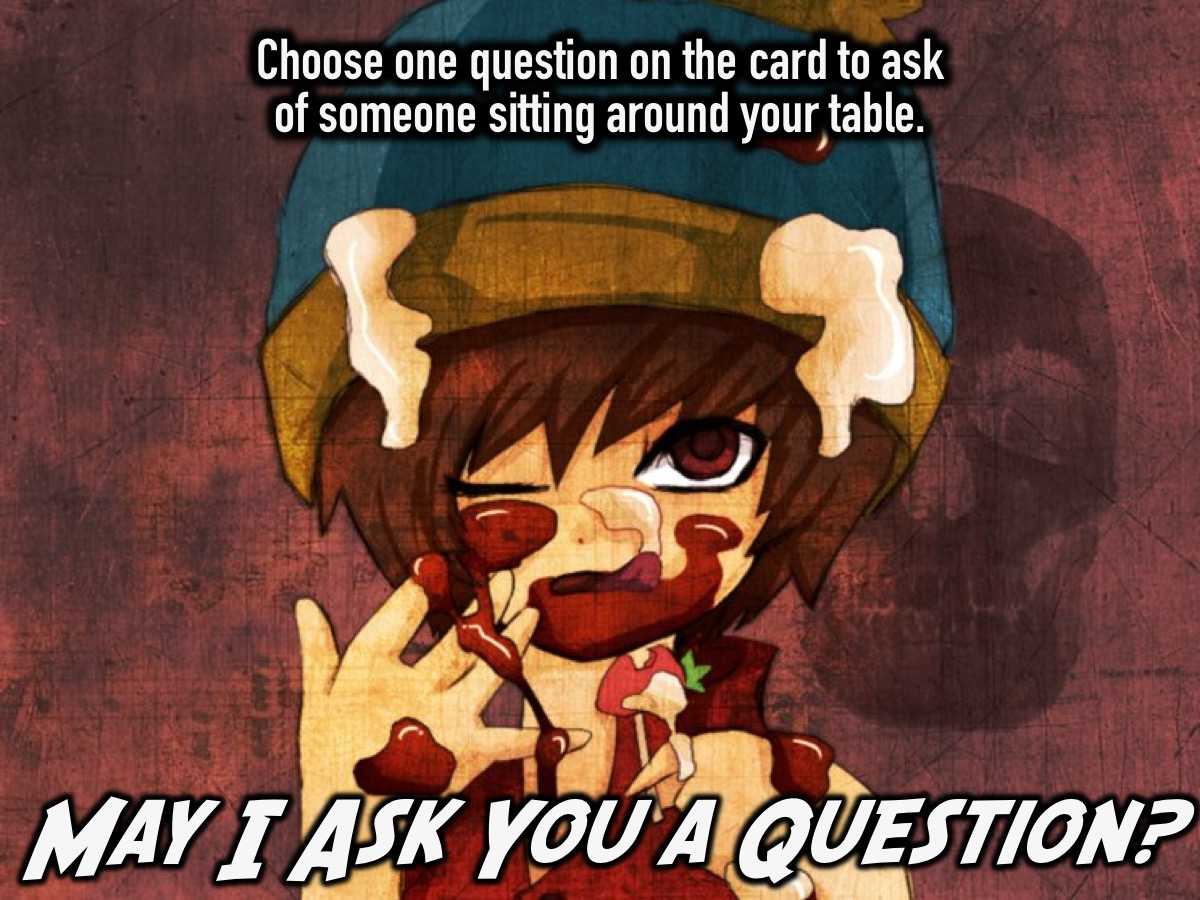 Choose one question on the card to ask
of someone sitting around your table.
May I Ask You a Question?